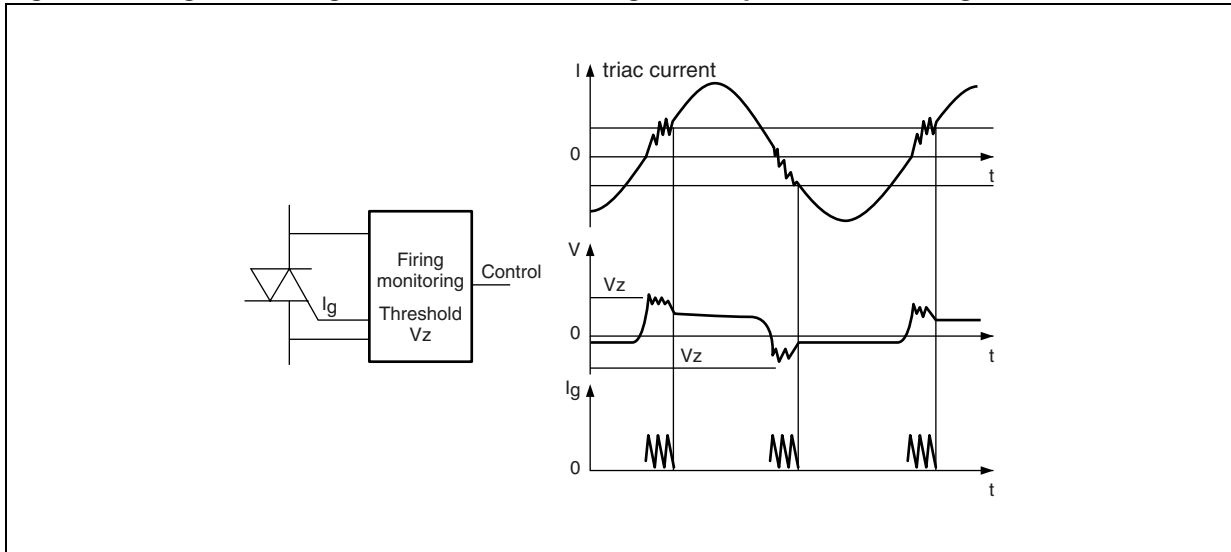 I triac current
0
t
V
Vz
0
Vz
t
Ig
0
t
Firing
monitoring
Threshold
Vz
Control
Ig